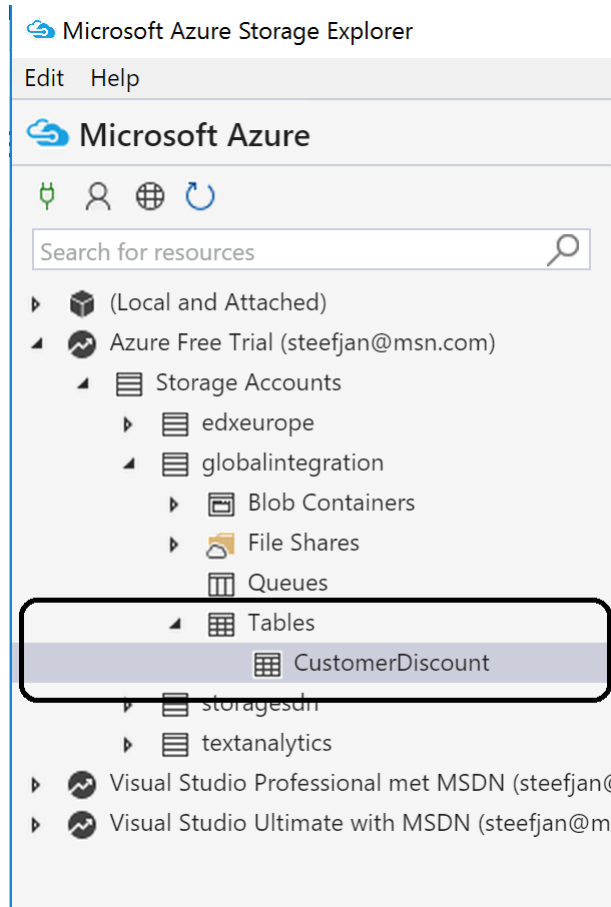 Microsoft Azure Storage Explorer
Edit Help
Microsoft Azure
Search for resources
(Local and Attached)
Azure Free Trial (steefjan@msn.com)
Storage Accounts
edxeurope
globalintegration
Blob Containers
File Shares
Queues
Tables
CustomerDiscount
storagesdn
textanalytics
Visual Studio Professional met MSDN (steefjan@
Visual Studio Ultimate with MSDN (steefjan@m